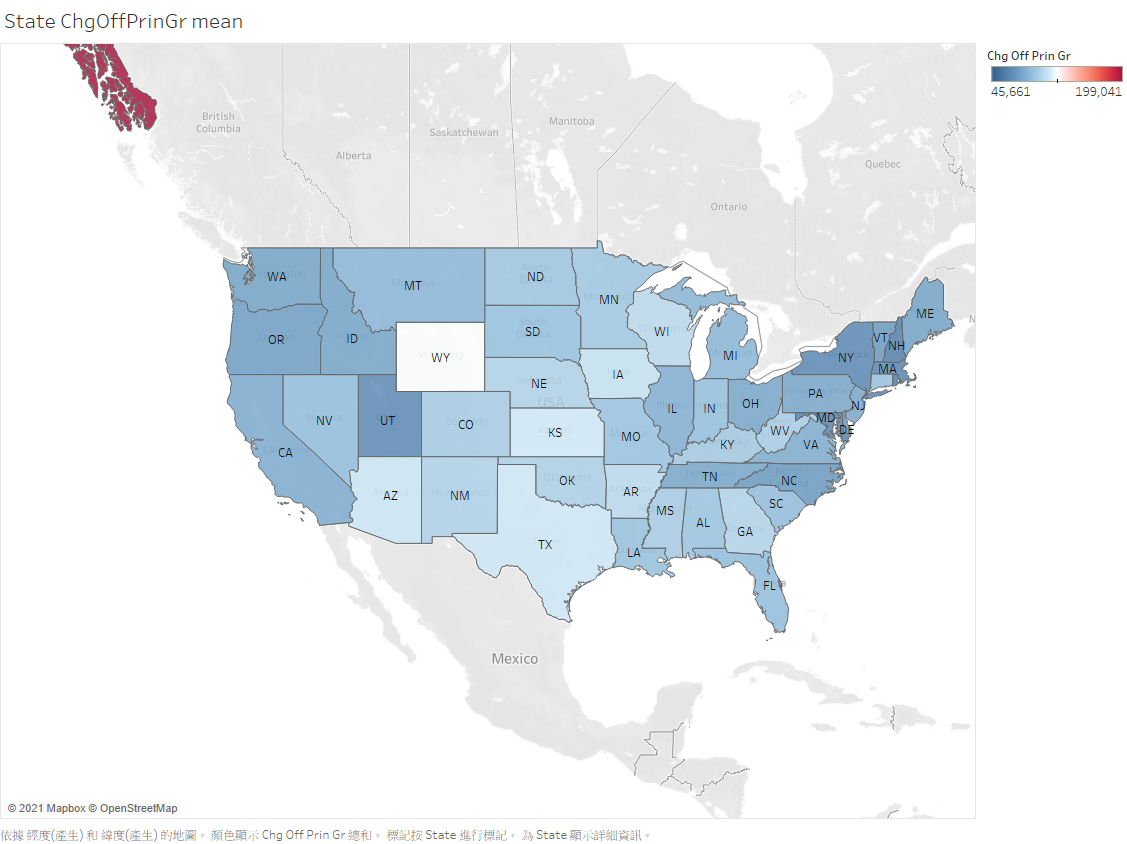 State ChgOffPrinGr mean
Chg Off Prin Gr
45,661 199,041
British
Columbia
Alberta
Saskatchewan
Manitoba
Ontario
Quebec
WA
MT
ND
MN
OR
ID
WY
SD
WI
MI
ME
VT
NH
NY
MA
IA
NE
USA
PA
NJ
OH
IL
IN
NV
UT
CO
KS
MO
KY
WV
MD
DE
VA
CA
AZ
NM
OK
AR
TN
NC
SC
MS
AL
GA
TX
LA
FL
Mexico
© 2021 Mapbox © OpenStreetMap
依據 經度(產生) 和 緯度(產生) 的地圖。 顏色顯示 Chg Off Prin Gr 總和。 標記按 State 進行標記。 為 State 顯示詳細資訊。